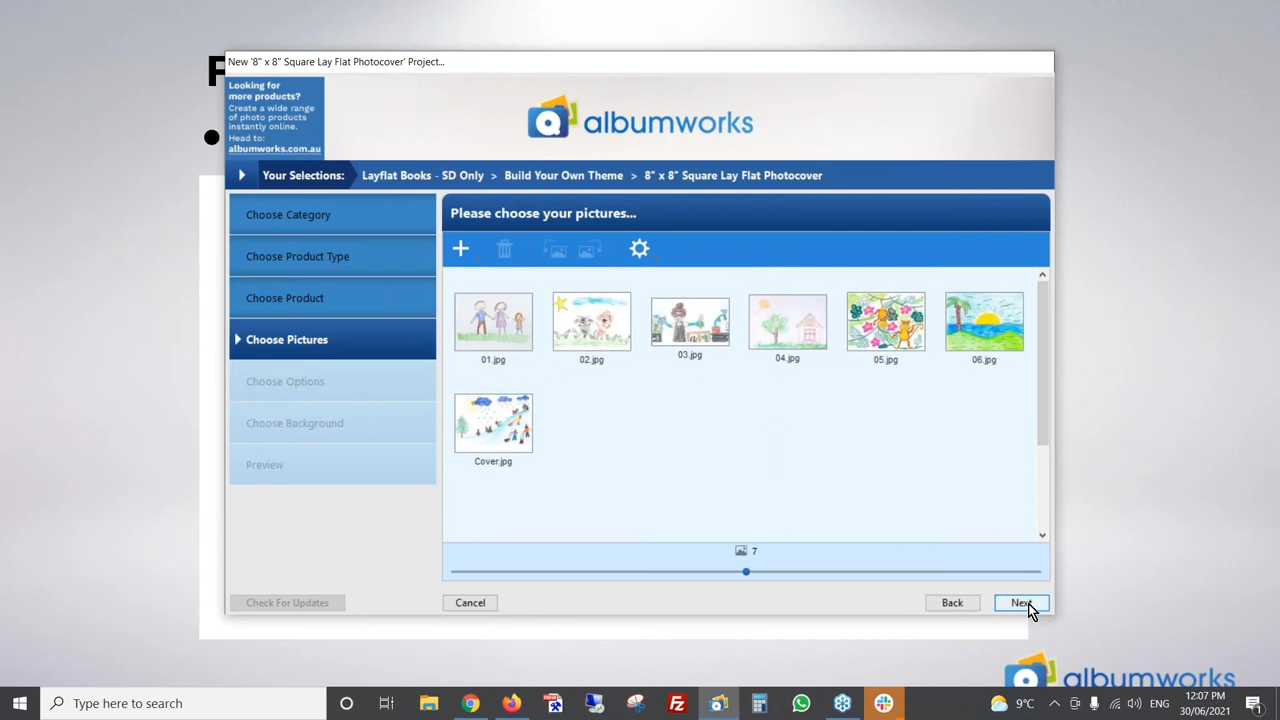 F
•
New '8" x 8" Square Lay Flat Photocover' Project...
Looking for
more products?
Create a wide range
of photo products
instantly online.
Head to:
albumworks.com.au
albumworks
Your Selections: Layflat Books - SD Only > Build Your Own Theme > 8" x 8" Square Lay Flat Photocover
Choose Category
Choose Product Type
Choose Product
Choose Pictures
Choose Options
Choose Background
Preview
Please choose your pictures...
01.jpg 02.jpg 03.jpg 04.jpg 05.jpg 06.jpg
Cover.jpg
7
Check For Updates Cancel Back Next
albumworks
Type here to search
9°C ENG 12:07 PM
30/06/2021
1